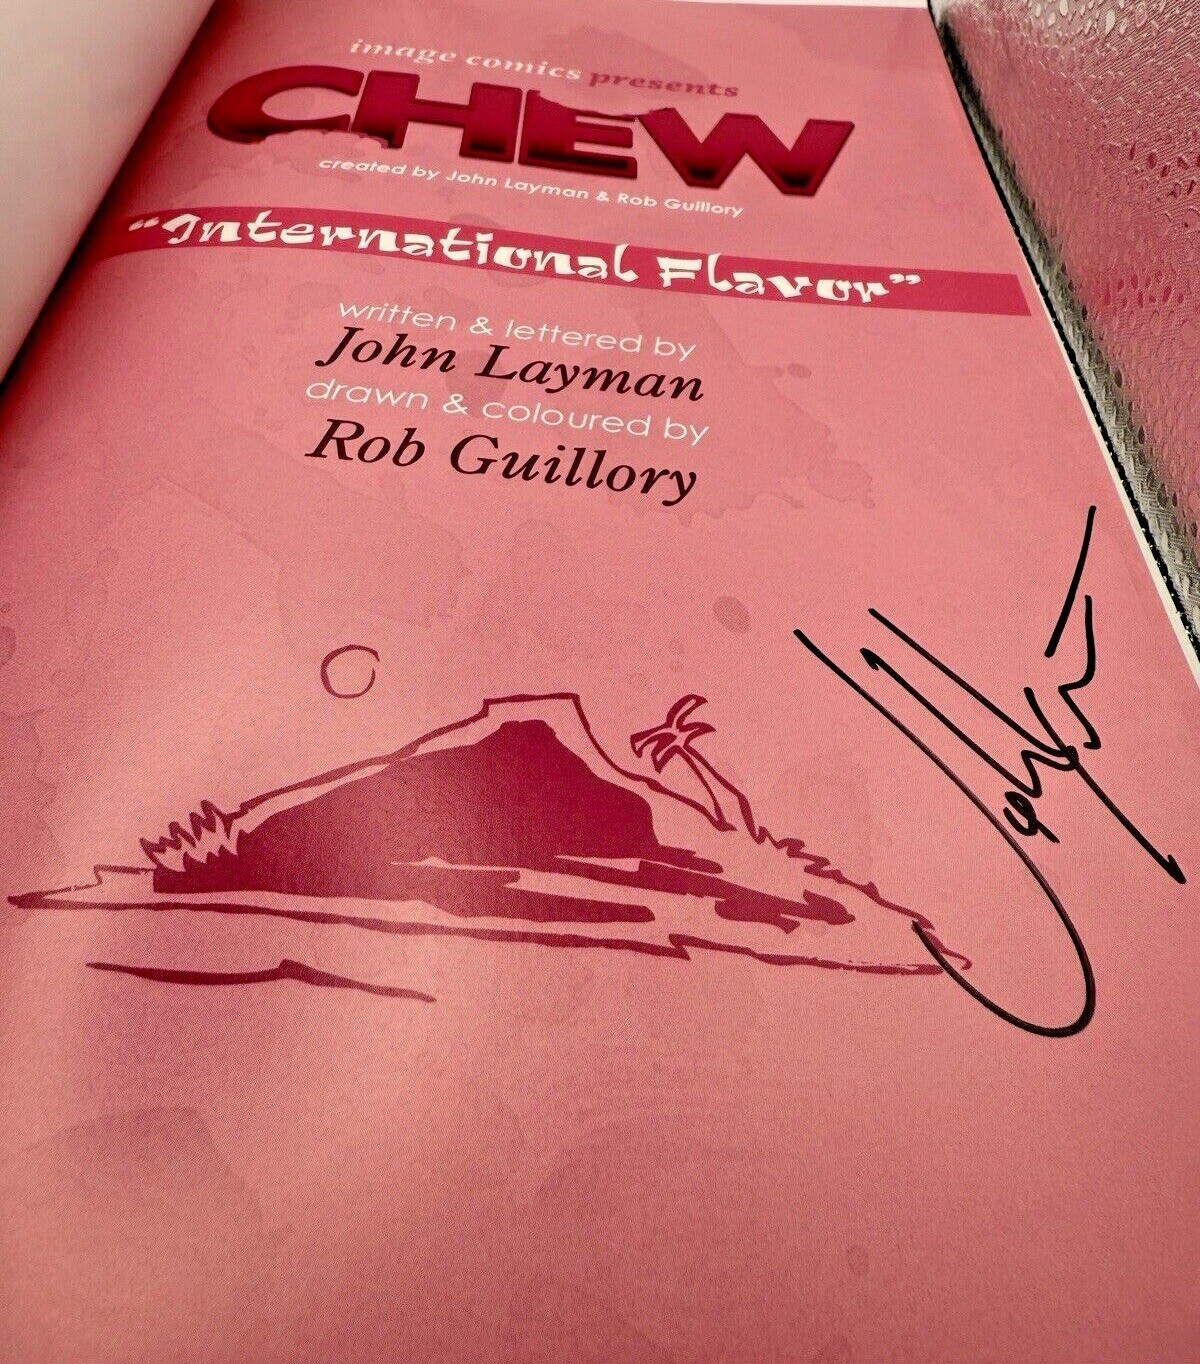 image comics presents
CHEW
created by John Layman & Rob Guillory
“International Flavor”
written & lettered by
John Layman
drawn & coloured by
Rob Guillory